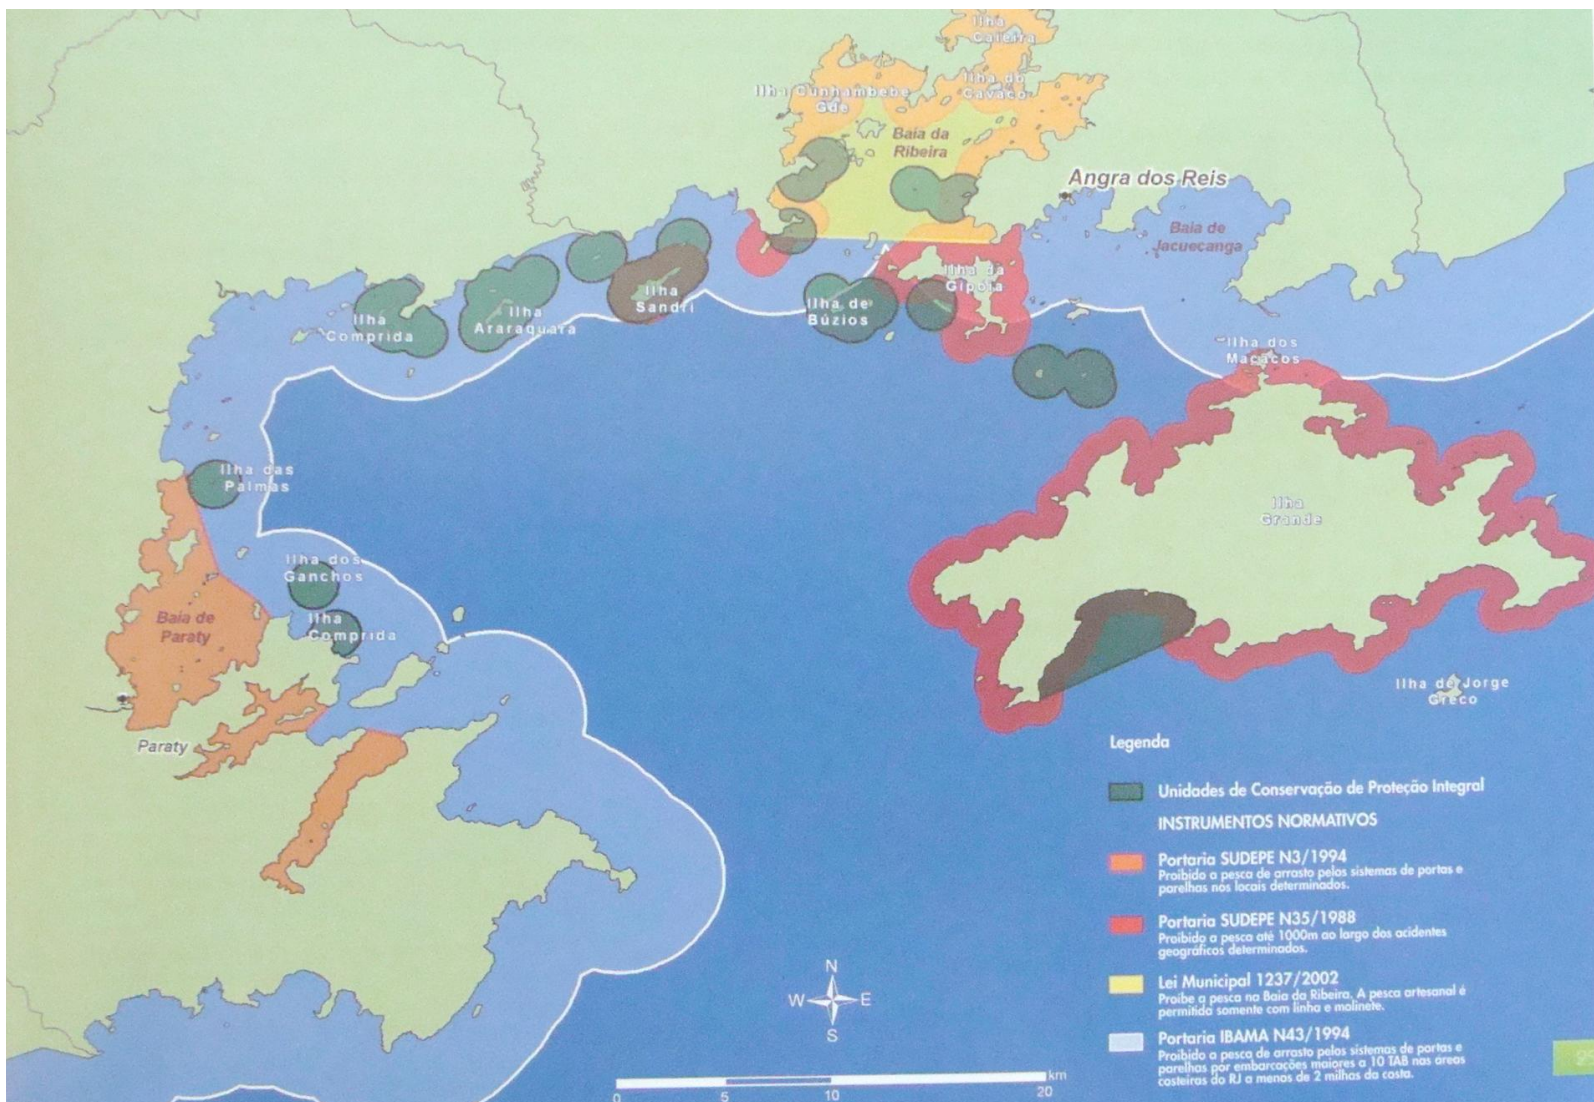 Ilha
Caieira
Ilha do
Cavaco
Ilha Cunhambebe
Gde
Baia da
Ribeira
Angra dos Reis
Baia de
Jacuecanga
Ilha da
Gipóia
Ilha
Sandri
Ilha de
Búzios
Ilha
Araraquara
Ilha
Comprida
Ilha dos
Macacos
Ilha das
Palmas
Ilha
Grande
Ilha dos
Ganchos
Ilha
Comprida
Baia de
Paraty
Ilha de Jorge
Greco
Paraty
Legenda
Unidades de Conservação de Proteção Integral
INSTRUMENTOS NORMATIVOS
Portaria SUDEPE N3/1994
Proibido a pesca de arrasto pelos sistemas de portas e
parelhas nos locais determinados.
Portaria SUDEPE N35/1988
Proibido a pesca até 1000m ao largo dos acidentes
geográficos determinados.
Lei Municipal 1237/2002
Proibe a pesca na Baia da Ribeira. A pesca artesanal é
permitida somente com linha e molinete.
Portaria IBAMA N43/1994
Proibido a pesca de arrasto pelos sistemas de portas e
parelhas por embarcações maiores a 10 TAB nas áreas
costeiras do RJ a menos de 2 milhas da costa.
N
W E
S
km
0 5 10 20